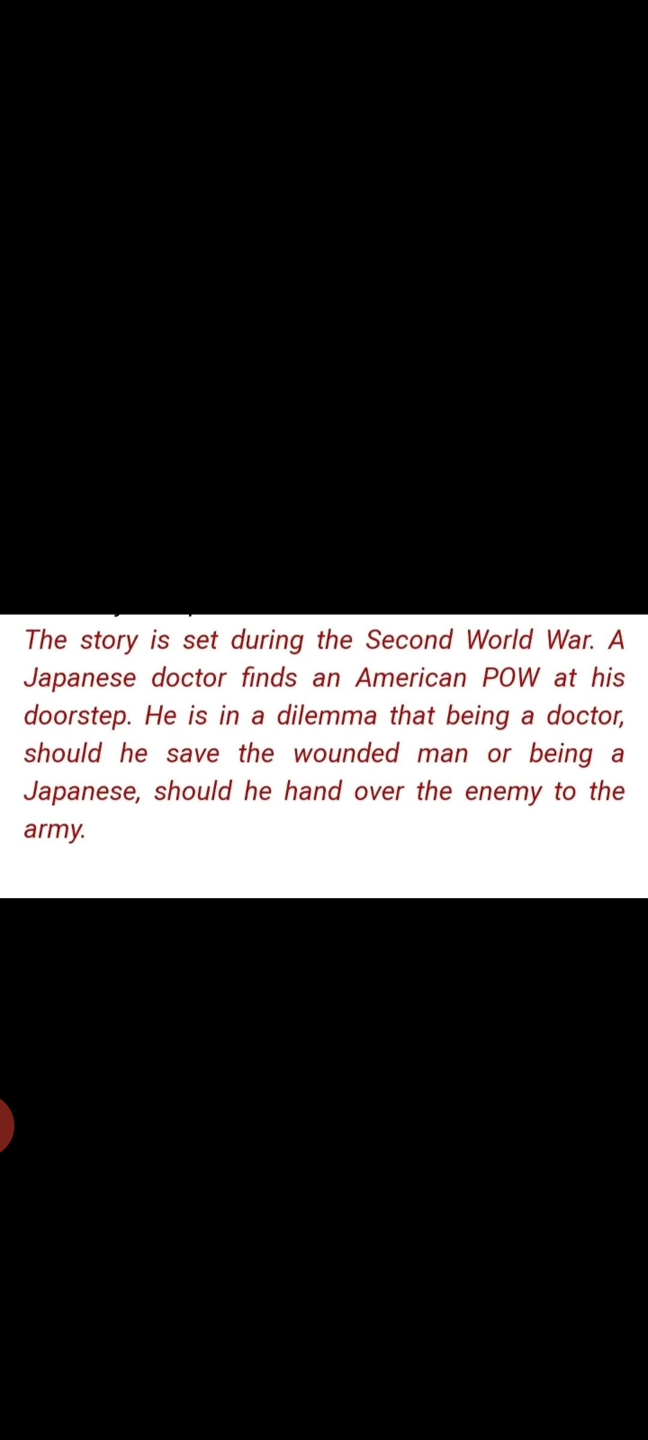 The story is set during the Second World War. A
Japanese doctor finds an American POW at his
doorstep. He is in a dilemma that being a doctor,
should he save the wounded man or being a
Japanese, should he hand over the enemy to the
army.